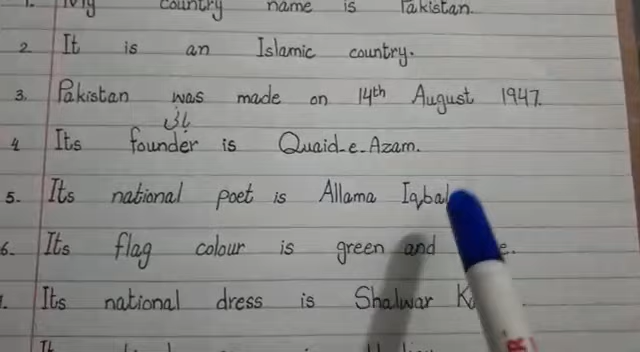 1. My country name is Pakistan.
2. It is an Islamic country.
3. Pakistan was made on 14th August 1947.
بانی
4. Its founder is Quaid-e-Azam.
5. Its national poet is Allama Iqbal
6. Its flag colour is green and
7. Its national dress is Shalwar